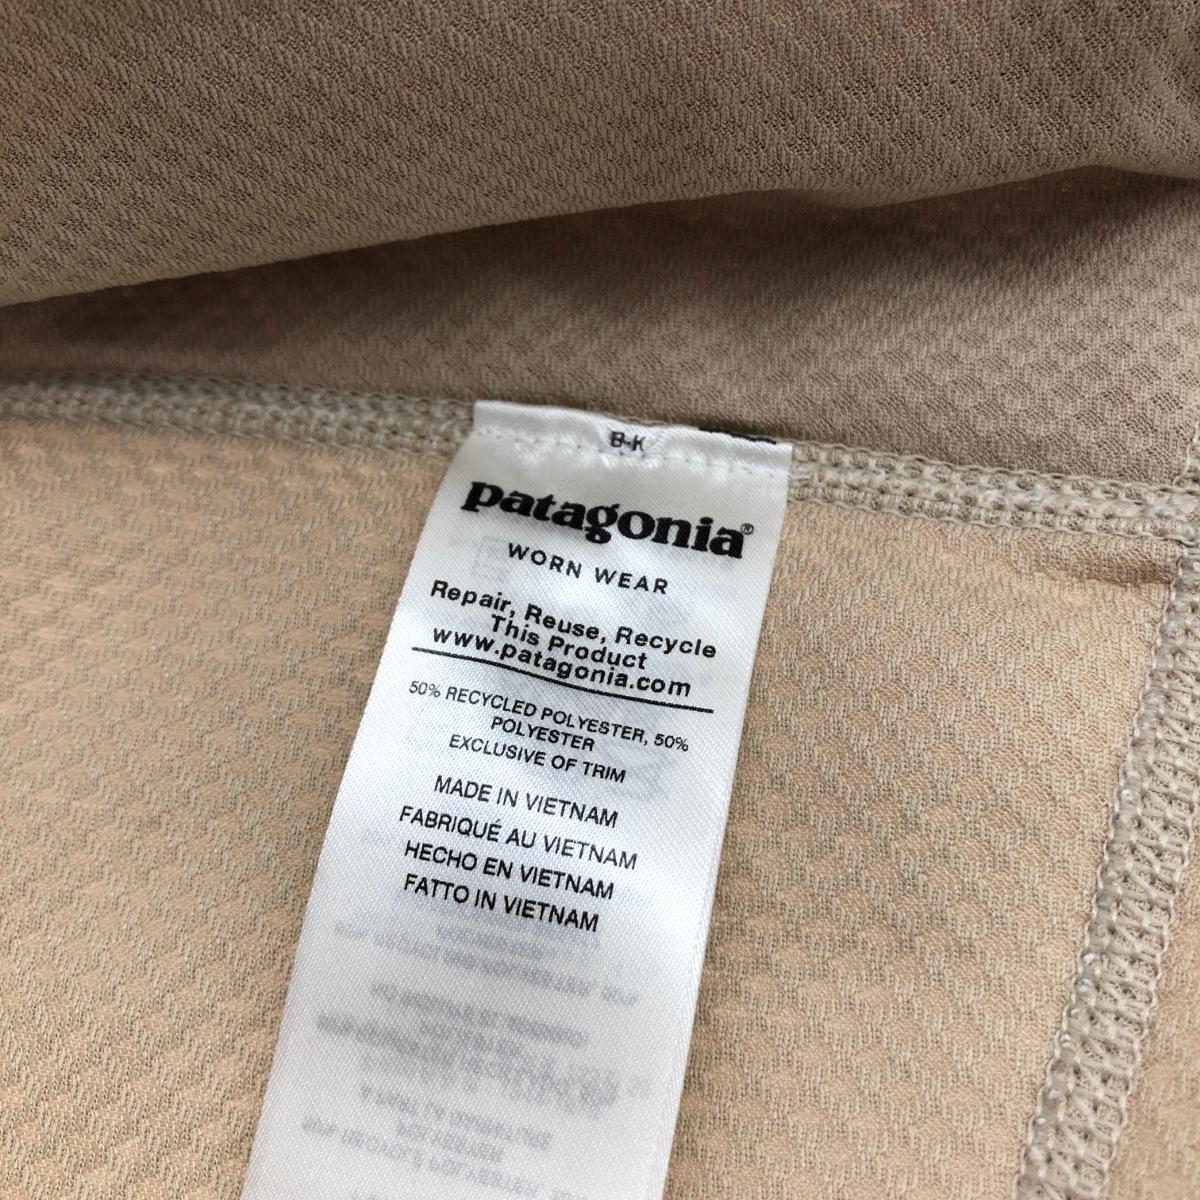 B-K
patagonia®
WORN WEAR
Repair, Reuse, Recycle
This Product
www.patagonia.com
50% RECYCLED POLYESTER, 50%
POLYESTER
EXCLUSIVE OF TRIM
MADE IN VIETNAM
FABRIQUÉ AU VIETNAM
HECHO EN VIETNAM
FATTO IN VIETNAM